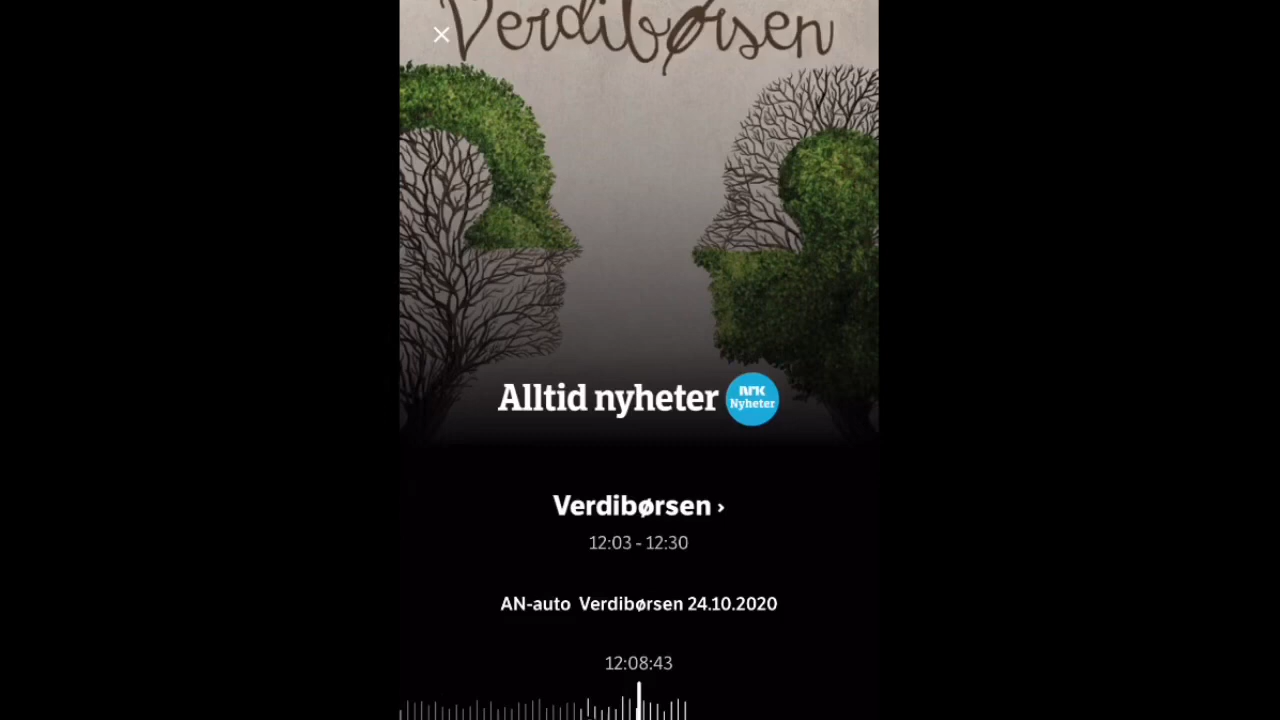 Verdibørsen
Alltid nyheter
NRK
Nyheter
Verdibørsen ›
12:03 - 12:30
AN-auto Verdibørsen 24.10.2020
12:08:43